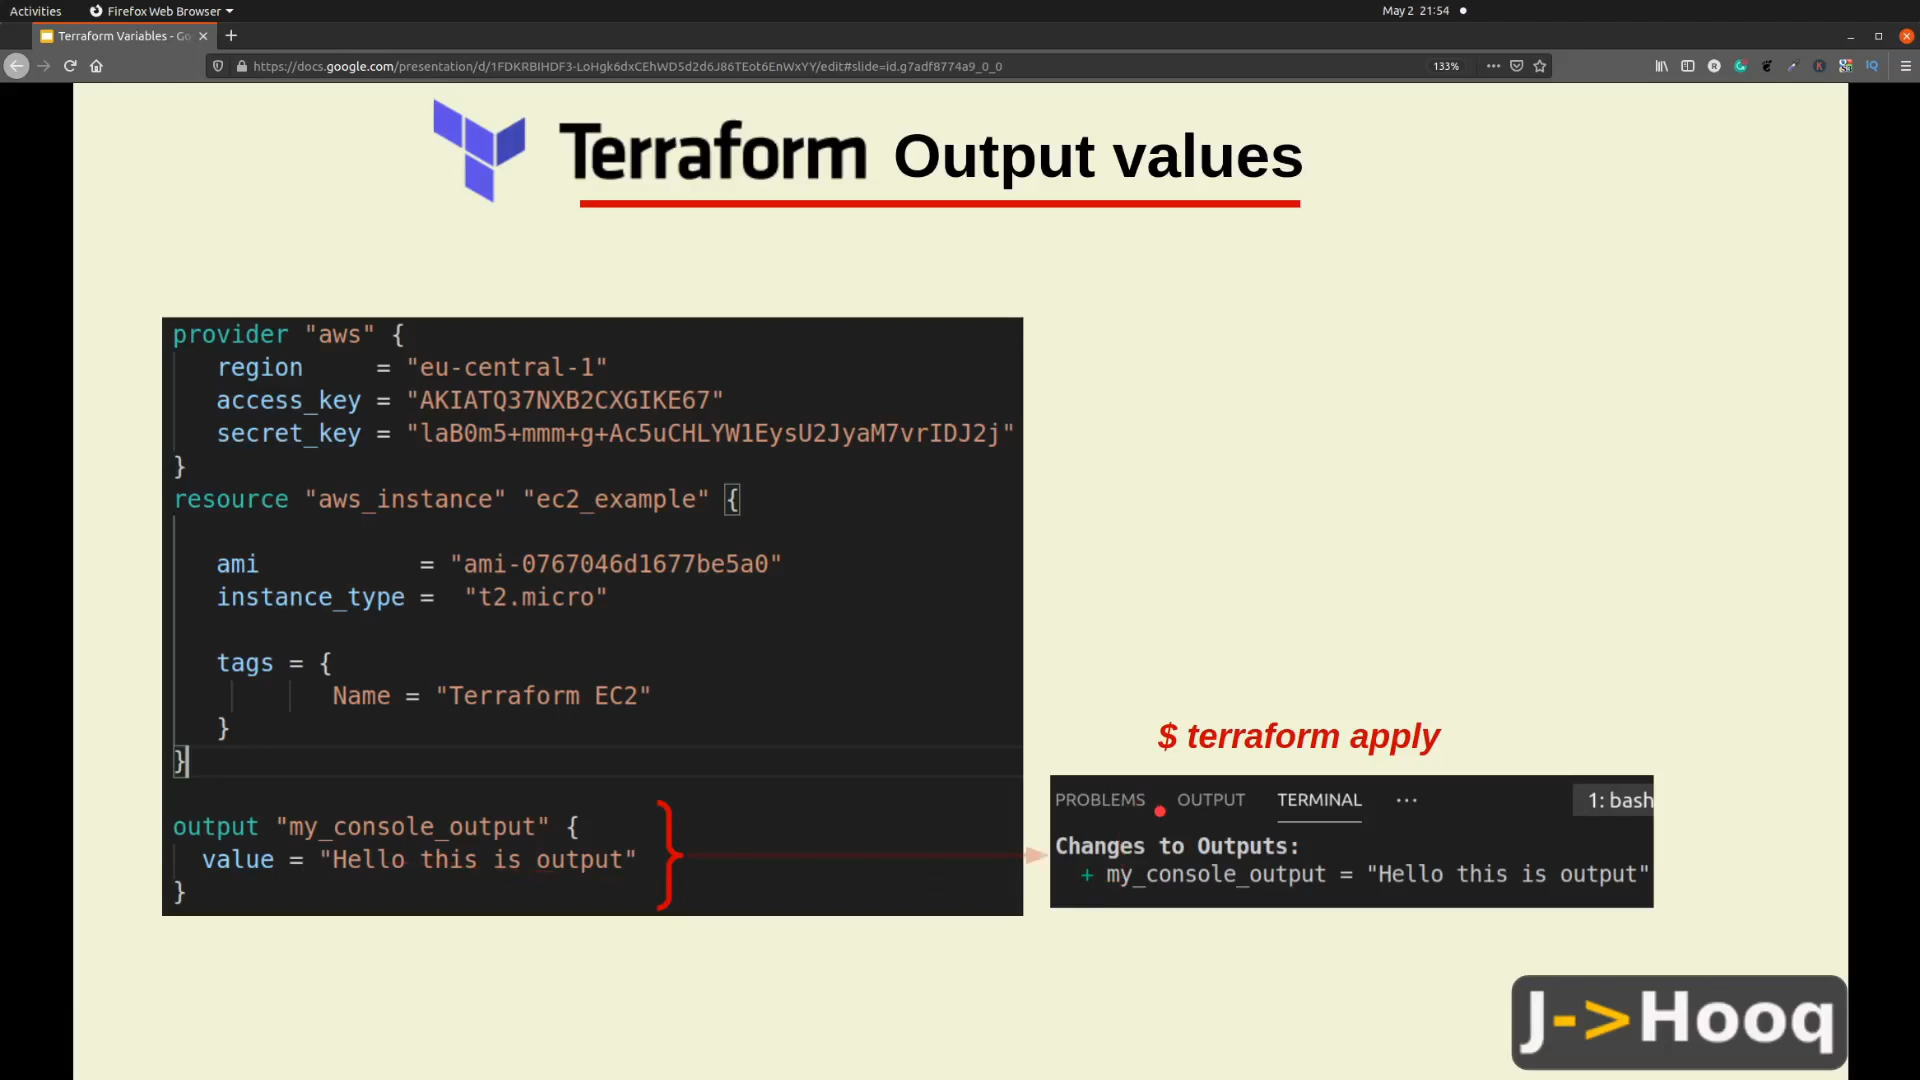 Activities Firefox Web Browser May 2 21:54
Terraform Variables - Go
https://docs.google.com/presentation/d/1FDKRBIHDF3-LoHgk6dxCEhWD5d2d6J86TEot6EnWxYY/edit#slide=id.g7adf8774a9_0_0 133%
Terraform Output values
provider "aws" {
region = "eu-central-1"
access_key = "AKIATQ37NXB2CXGIKE67"
secret_key = "laB0m5+mmm+g+Ac5uCHLYW1EysU2JyaM7vrIDJ2j"
}
resource "aws_instance" "ec2_example" {
ami = "ami-0767046d1677be5a0"
instance_type = "t2.micro"
tags = {
Name = "Terraform EC2"
}
}
output "my_console_output" {
value = "Hello this is output"
}
$ terraform apply
PROBLEMS OUTPUT TERMINAL ... 1: bash
Changes to Outputs:
+ my_console_output = "Hello this is output"
J->Hooq